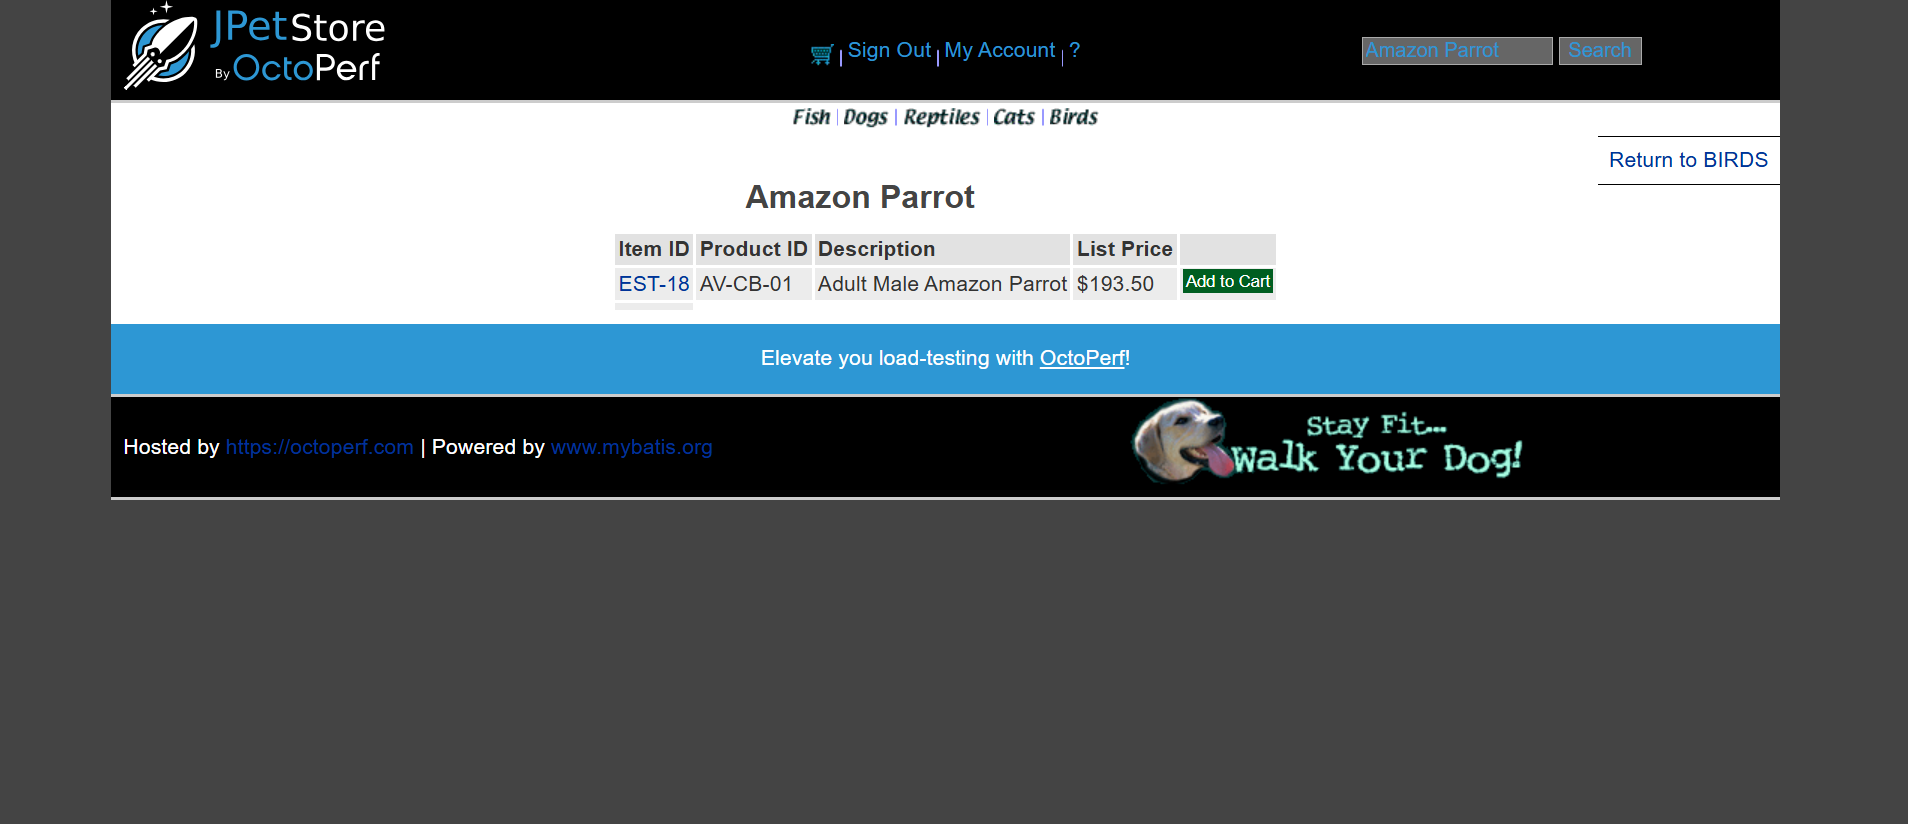 JPetStore
By OctoPerf
Sign Out My Account ?
Amazon Parrot Search
Fish Dogs Reptiles Cats Birds
Return to BIRDS
Amazon Parrot
Item ID Product ID Description List Price
EST-18 AV-CB-01 Adult Male Amazon Parrot $193.50 Add to Cart
Elevate you load-testing with OctoPerf!
Hosted by https://octoperf.com | Powered by www.mybatis.org
Stay Fit...
Walk Your Dog!